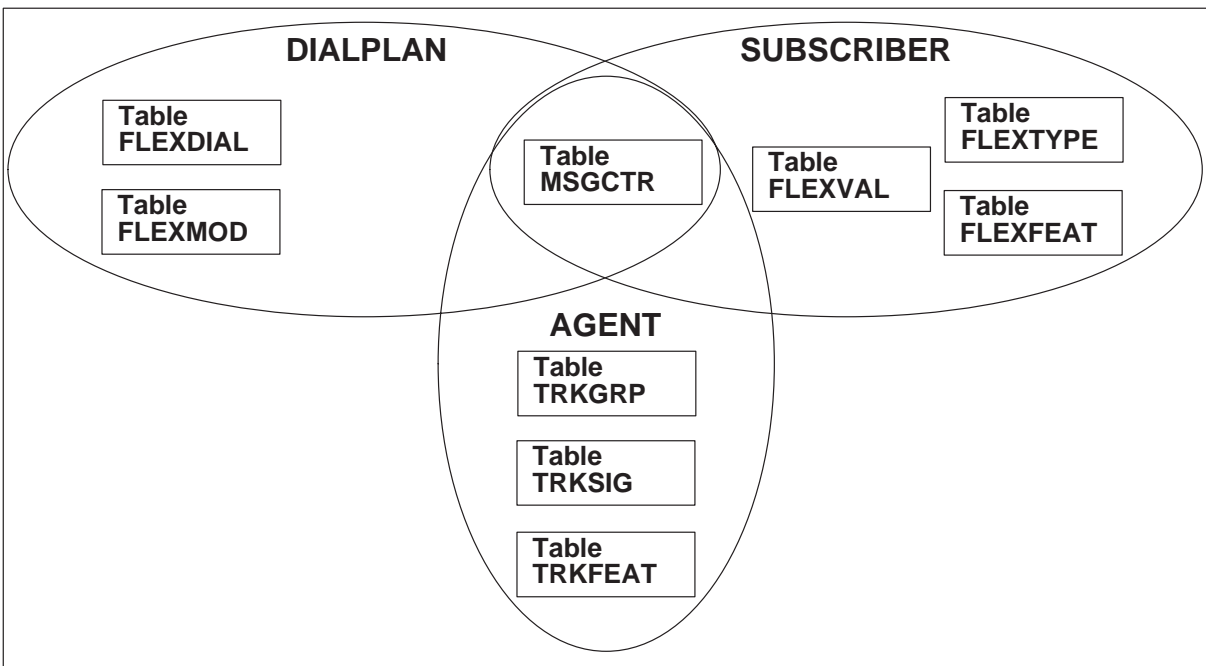 DIALPLAN
SUBSCRIBER
Table
FLEXDIAL
Table
FLEXMOD
Table
MSGCTR
Table
FLEXVAL
Table
FLEXTYPE
Table
FLEXFEAT
AGENT
Table
TRKGRP
Table
TRKSIG
Table
TRKFEAT